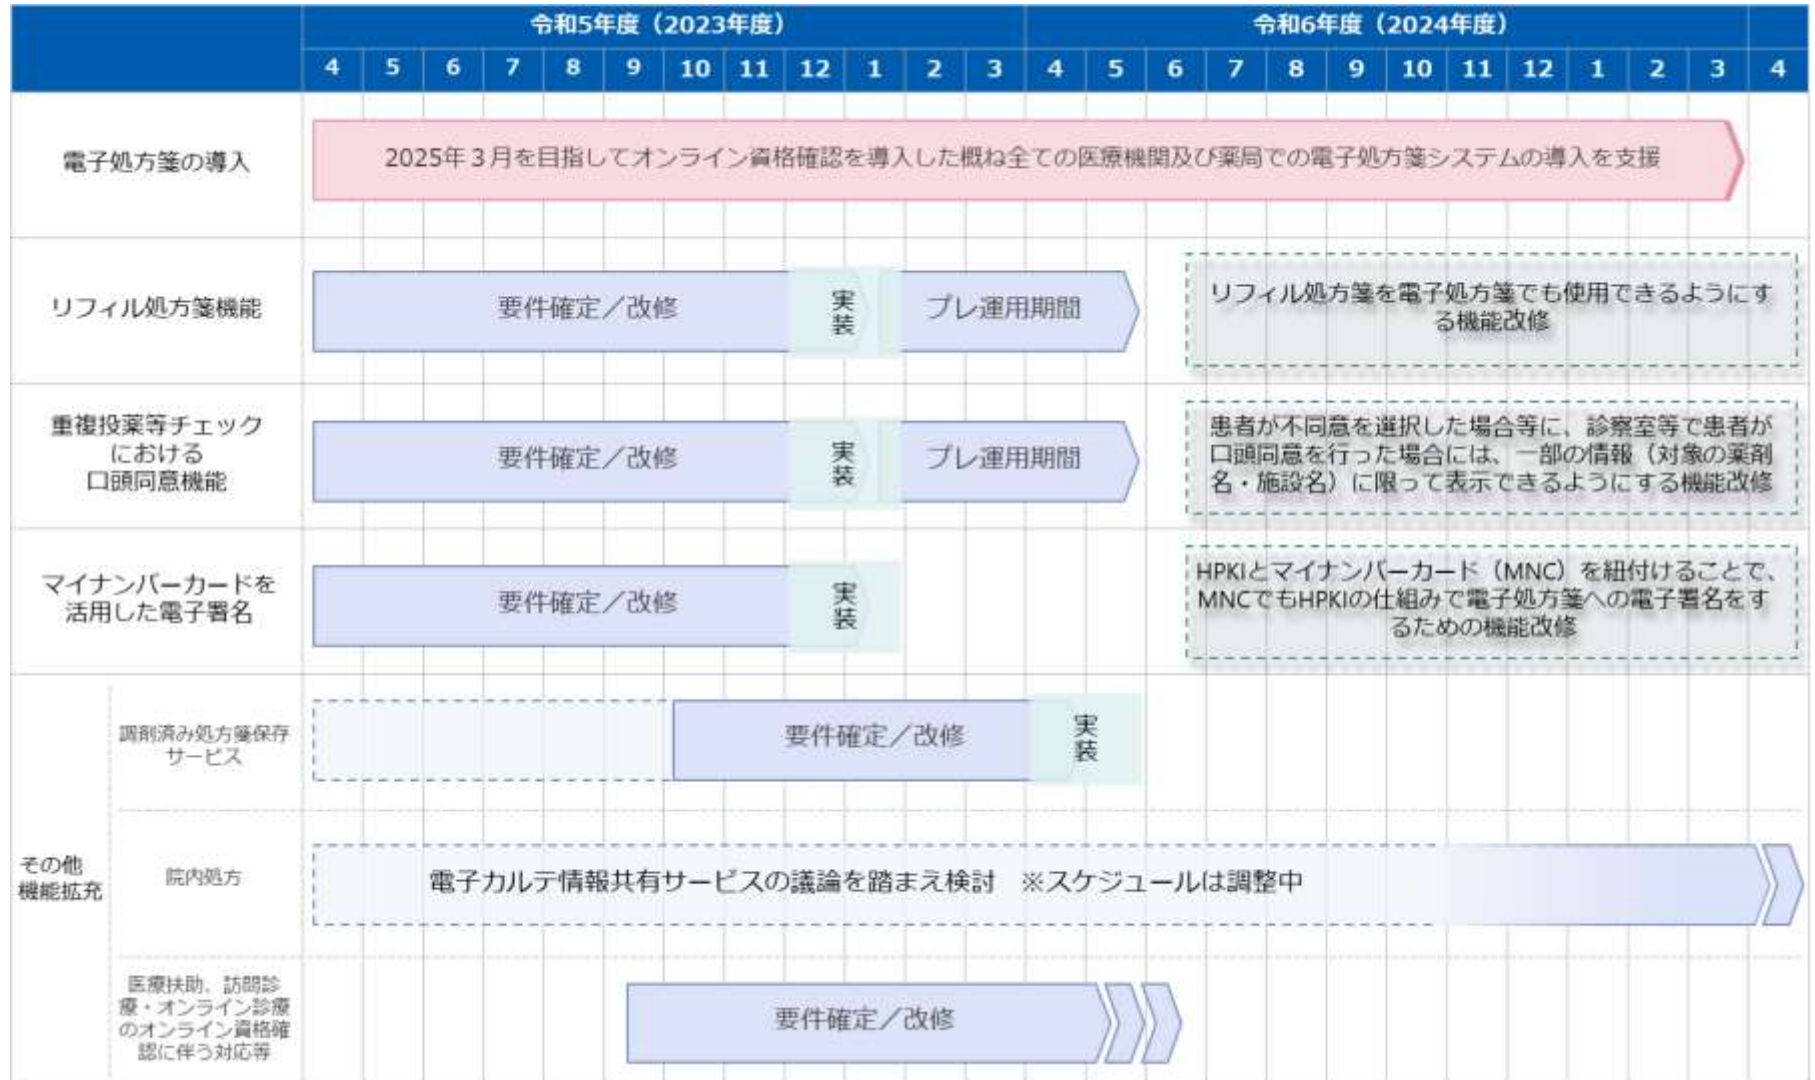 令和5年度（2023年度）
令和6年度（2024年度）
4 5 6 7 8 9 10 11 12 1 2 3 4 5 6 7 8 9 10 11 12 1 2 3 4
電子処方箋の導入
2025年３月を目指してオンライン資格確認を導入した概ね全ての医療機関及び薬局での電子処方箋システムの導入を支援
リフィル処方箋機能
要件確定／改修
実装
プレ運用期間
リフィル処方箋を電子処方箋でも使用できるようにす
る機能改修
重複投薬等チェック
における
口頭同意機能
要件確定／改修
実装
プレ運用期間
患者が不同意を選択した場合等に、診察室等で患者が
口頭同意を行った場合には、一部の情報（対象の薬剤
名・施設名）に限って表示できるようにする機能改修
マイナンバーカードを
活用した電子署名
要件確定／改修
実装
HPKIとマイナンバーカード（MNC）を紐付けることで、
MNCでもHPKIの仕組みで電子処方箋への電子署名をす
るための機能改修
その他
機能拡充
調剤済み処方箋保存
サービス
要件確定／改修
実装
院内処方
電子カルテ情報共有サービスの議論を踏まえ検討　※スケジュールは調整中
医療扶助、訪問診
療・オンライン診療
のオンライン資格確
認に伴う対応等
要件確定／改修